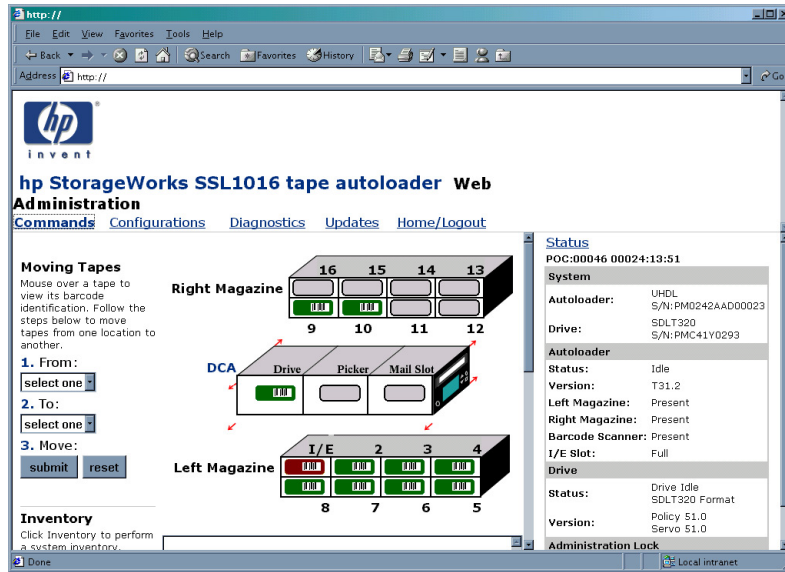 http://
File Edit View Favorites Tools Help
Back Search Favorites History
Address http:// Go
hp
invent
hp StorageWorks SSL1016 tape autoloader Web
Administration
Commands Configurations Diagnostics Updates Home/Logout
Moving Tapes
Mouse over a tape to
view its barcode
identification. Follow the
steps below to move
tapes from one location to
another.
1. From:
select one
2. To:
select one
3. Move:
submit reset
Inventory
Click Inventory to perform
a system inventory.
16 15 14 13
Right Magazine
9 10 11 12
DCA Drive Picker Mail Slot
I/E 2 3 4
Left Magazine
8 7 6 5
Status
POC:00046 00024:13:51
System
Autoloader: UHDL
S/N:PM0242AAD00023
Drive: SDLT320
S/N:PMC41Y0293
Autoloader
Status: Idle
Version: T31.2
Left Magazine: Present
Right Magazine: Present
Barcode Scanner: Present
I/E Slot: Full
Drive
Status: Drive Idle
SDLT320 Format
Version: Policy 51.0
Servo 51.0
Administration Lock
Done Local intranet